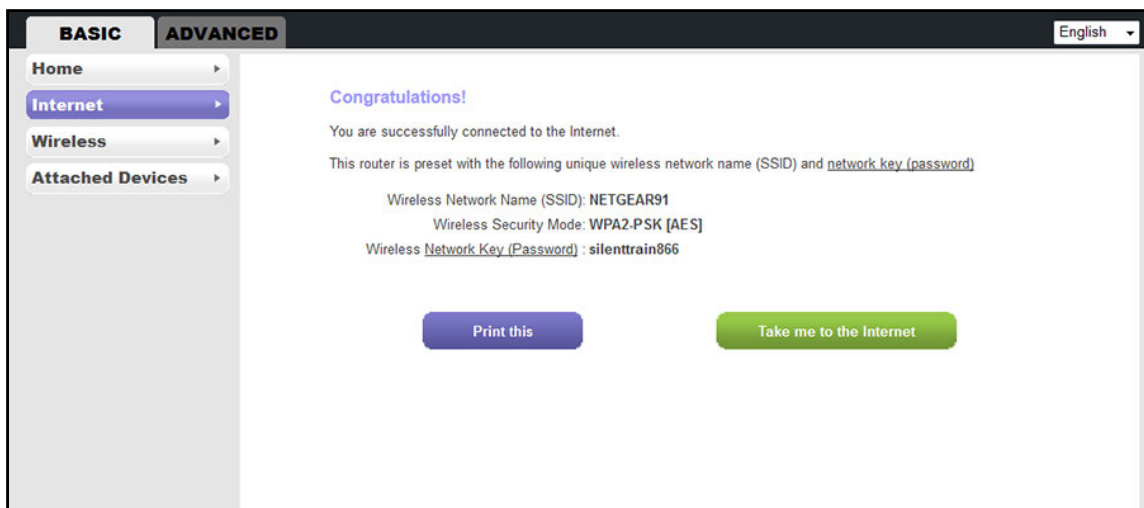 BASIC ADVANCED English
Home
Internet
Wireless
Attached Devices
Congratulations!
You are successfully connected to the Internet.
This router is preset with the following unique wireless network name (SSID) and network key (password)
Wireless Network Name (SSID): NETGEAR91
Wireless Security Mode: WPA2-PSK [AES]
Wireless Network Key (Password) : silenttrain866
Print this Take me to the Internet